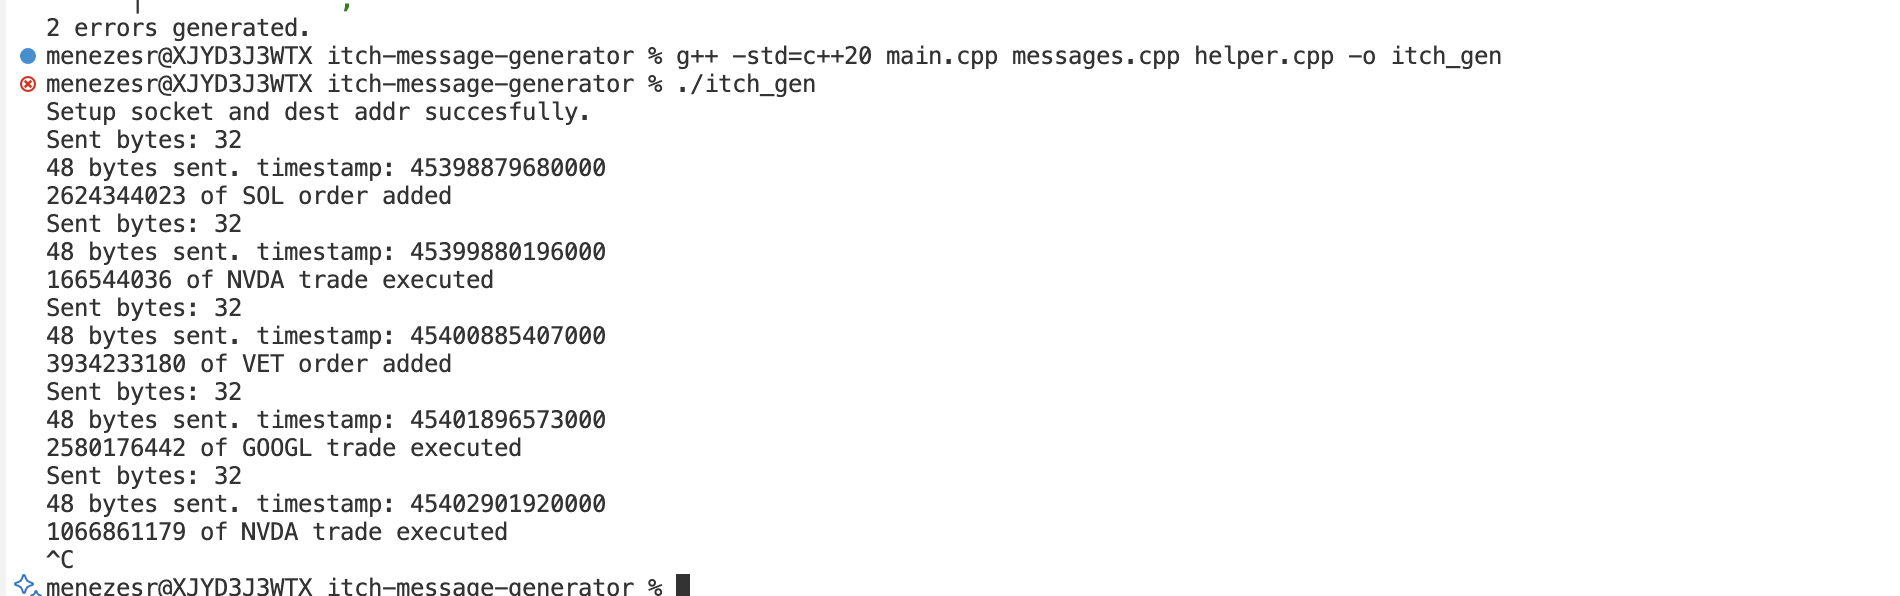 2 errors generated.
menezesr@XJYD3J3WTX itch-message-generator % g++ -std=c++20 main.cpp messages.cpp helper.cpp -o itch_gen
menezesr@XJYD3J3WTX itch-message-generator % ./itch_gen
Setup socket and dest addr succesfully.
Sent bytes: 32
48 bytes sent. timestamp: 45398879680000
2624344023 of SOL order added
Sent bytes: 32
48 bytes sent. timestamp: 45399880196000
166544036 of NVDA trade executed
Sent bytes: 32
48 bytes sent. timestamp: 45400885407000
3934233180 of VET order added
Sent bytes: 32
48 bytes sent. timestamp: 45401896573000
2580176442 of GOOGL trade executed
Sent bytes: 32
48 bytes sent. timestamp: 45402901920000
1066861179 of NVDA trade executed
^C
menezesr@XJYD3J3WTX itch-message-generator %